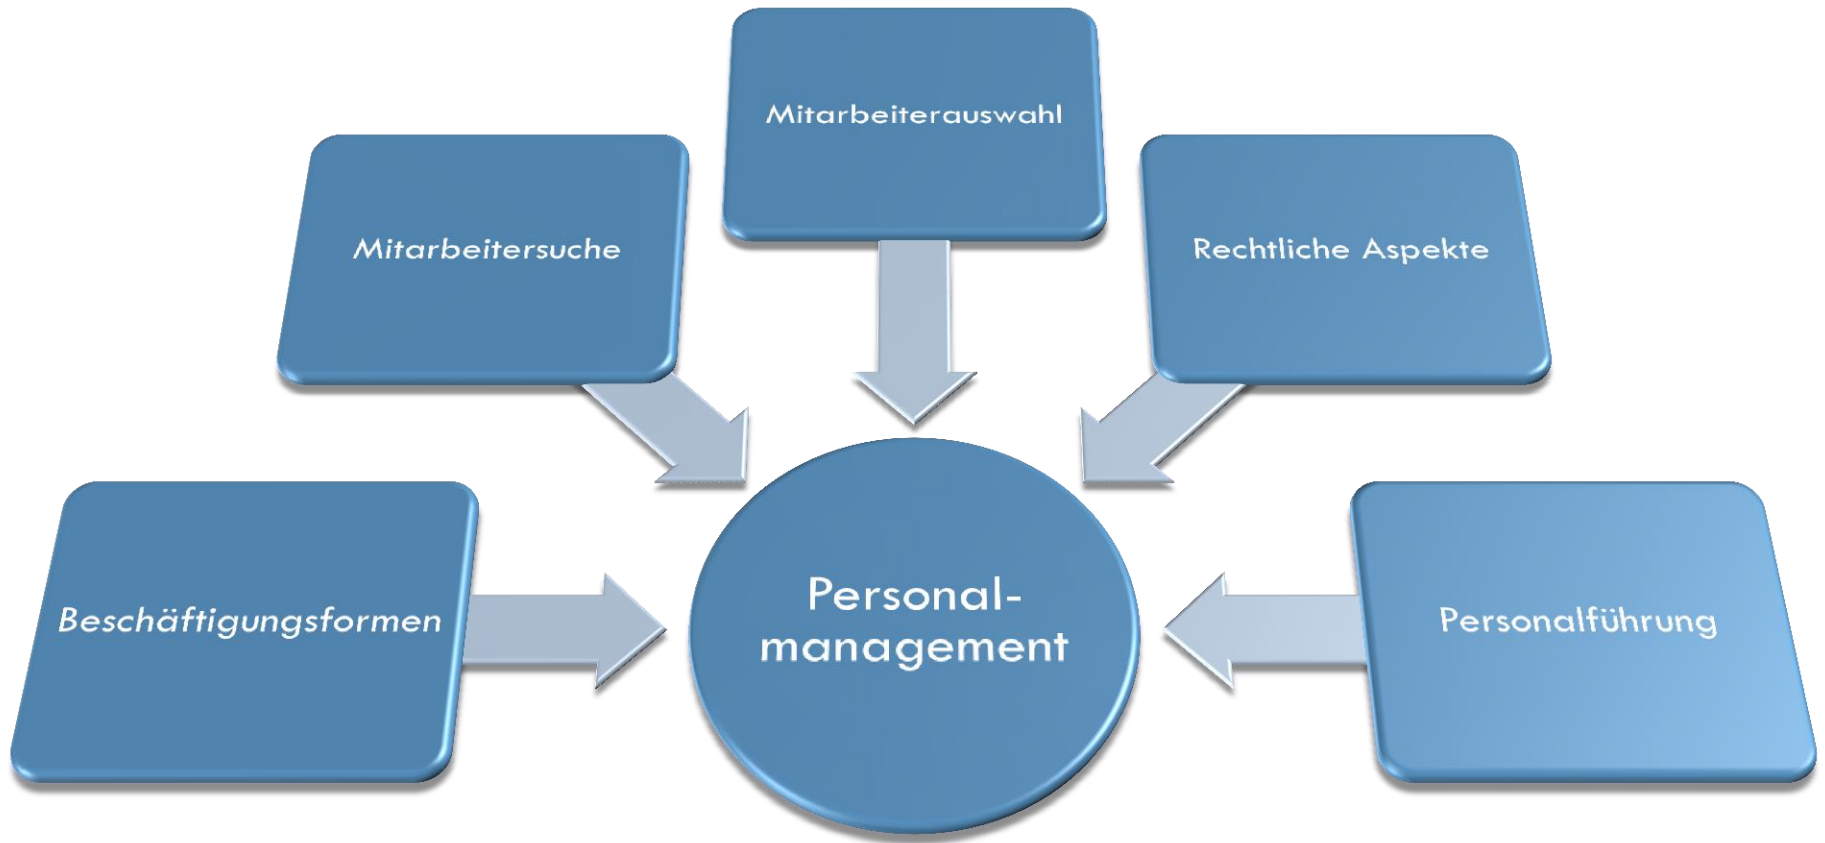 Mitarbeiterauswahl
Mitarbeitersuche
Rechtliche Aspekte
Beschäftigungsformen
Personal-
management
Personalführung